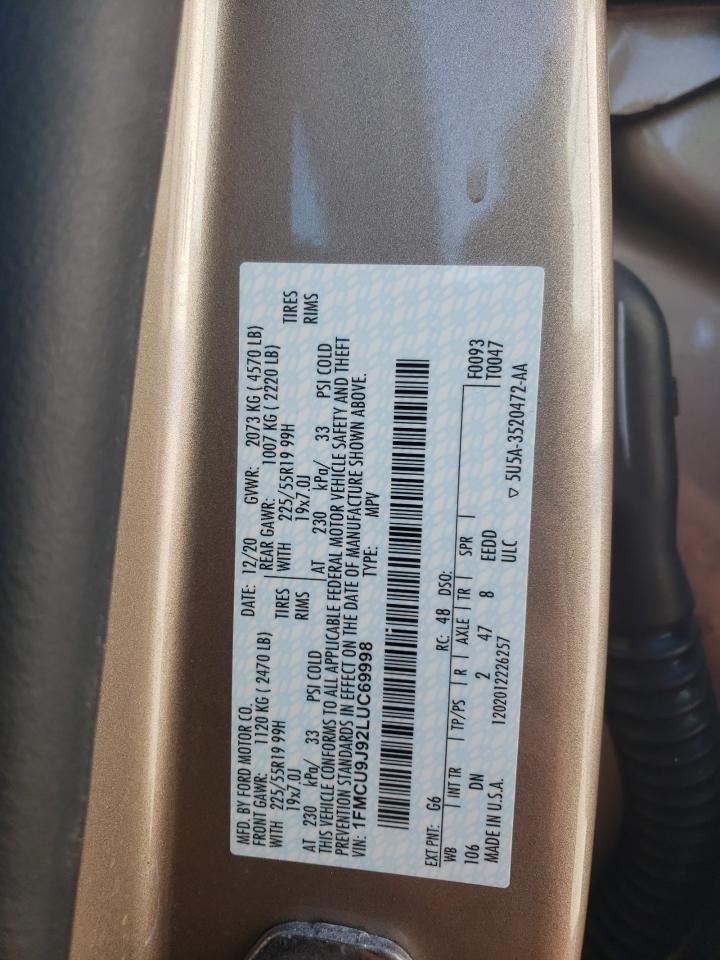 MFD. BY FORD MOTOR CO. DATE: 12/20 GVWR: 2073 KG ( 4570 LB)
FRONT GAWR: 1120 KG ( 2470 LB) REAR GAWR: 1007 KG ( 2220 LB)
WITH 225/55R19 99H TIRES WITH 225/55R19 99H TIRES
19x7.0J RIMS 19x7.0J RIMS
AT 230 kPa/ 33 PSI COLD AT 230 kPa/ 33 PSI COLD
THIS VEHICLE CONFORMS TO ALL APPLICABLE FEDERAL MOTOR VEHICLE SAFETY AND THEFT
PREVENTION STANDARDS IN EFFECT ON THE DATE OF MANUFACTURE SHOWN ABOVE.
VIN: 1FMCU9J92LUC69998 TYPE: MPV
EXT PNT: G6 RC: 48 DSO: F0093
WB INT TR TP/PS R AXLE TR SPR T0047
106 DN 2 47 8 EEDD
MADE IN U.S.A. 1202012226257 ULC ▽ 5U5A-3520472-AA